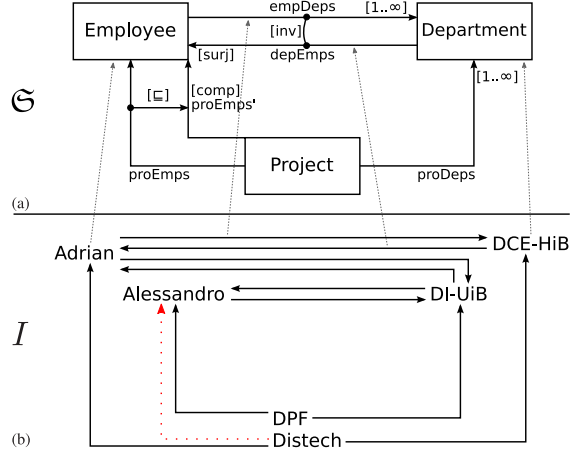 empDeps
[1..∞]
Employee
[inv]
Department
[surj]
depEmps
[1..∞]
[⊑]
[comp]
proEmps'
𝔖
Project
proEmps
proDeps
(a)
DCE-HiB
Adrian
Alessandro
DI-UiB
I
DPF
(b)
Distech